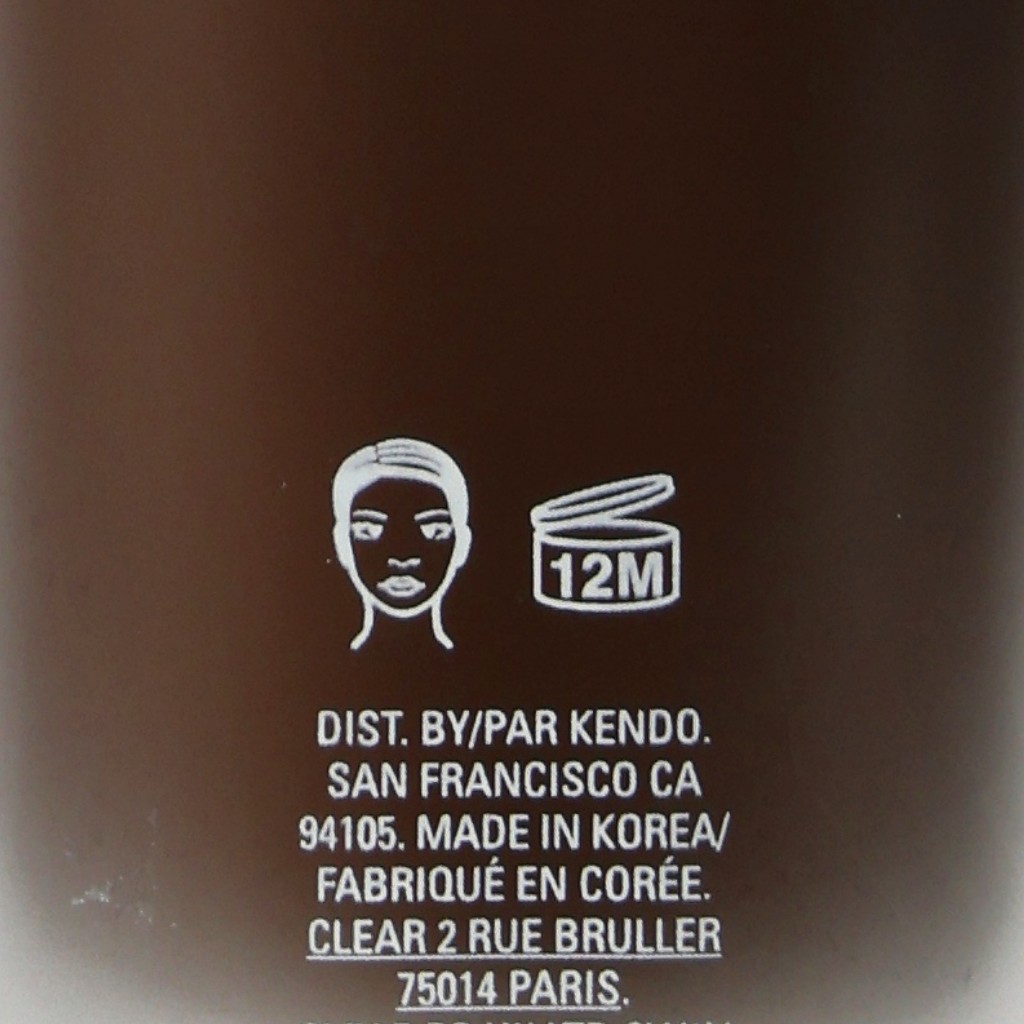 12M
DIST. BY/PAR KENDO.
SAN FRANCISCO CA
94105. MADE IN KOREA/
FABRIQUÉ EN CORÉE.
CLEAR 2 RUE BRULLER
75014 PARIS.